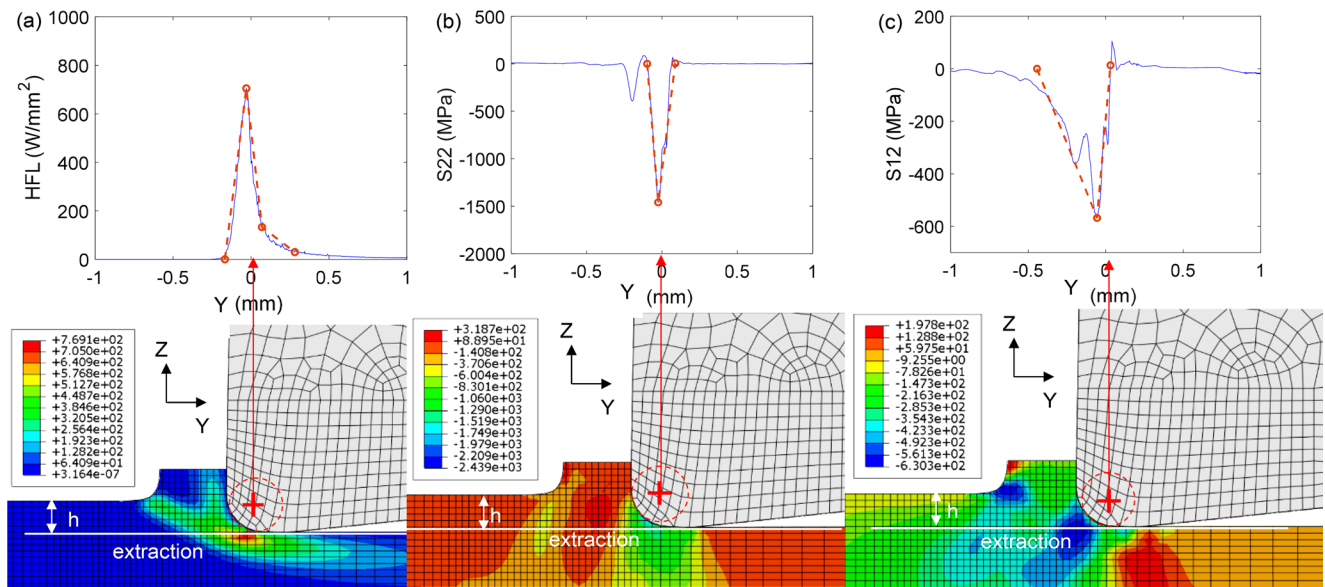 (a)
1000
800
600
400
200
0
HFL (W/mm²)
-1
-0.5
0
0.5
1
Y (mm)
(b)
500
0
-500
-1000
-1500
2000
S22 (MPa)
-1
-0.5
0
0.5
1
Y (mm)
(c)
200
0
-200
-400
-600
S12 (MPa)
-1
-0.5
0
0.5
1
Y (mm)
+7.691e+02
+7.050e+02
+6.409e+02
+5.768e+02
+5.127e+02
+4.487e+02
+3.846e+02
+3.205e+02
+2.564e+02
+1.923e+02
+1.282e+02
+6.409e+01
+3.164e-07
Z
Y
h
extraction
+3.187e+02
+8.895e+01
-1.408e+02
-3.706e+02
-6.004e+02
-8.301e+02
-1.060e+03
-1.290e+03
-1.519e+03
-1.749e+03
-1.979e+03
-2.209e+03
-2.439e+03
Z
Y
h
extraction
+1.978e+02
+1.288e+02
+5.975e+01
-9.255e+00
-7.826e+01
-1.473e+02
-2.163e+02
-2.853e+02
-3.543e+02
-4.233e+02
-4.923e+02
-5.613e+02
-6.303e+02
Z
Y
h
extraction